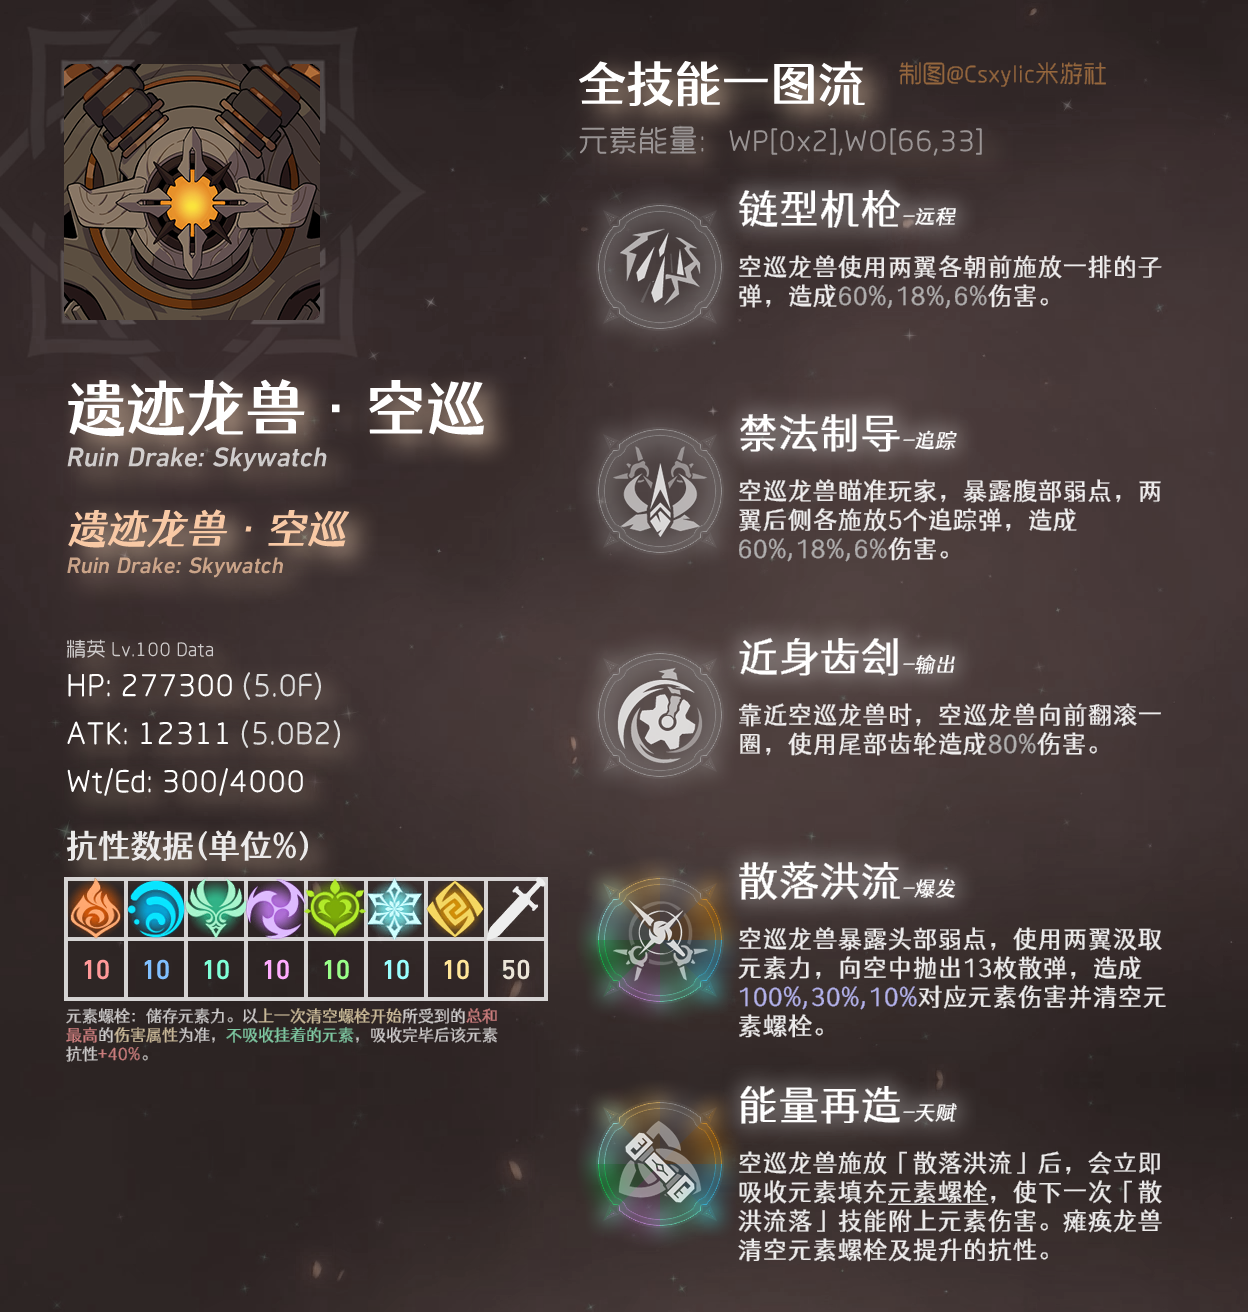 全技能一图流
制图@Csxylic米游社
元素能量： WP[0x2],WO[66,33]
遗迹龙兽 · 空巡
Ruin Drake: Skywatch
遗迹龙兽 · 空巡
Ruin Drake: Skywatch
精英 Lv.100 Data
HP: 277300 (5.0F)
ATK: 12311 (5.0B2)
Wt/Ed: 300/4000
抗性数据(单位%)
10 10 10 10 10 10 10 50
元素螺栓：储存元素力。以上一次清空螺栓开始所受到的总和
最高的伤害属性为准，不吸收挂着的元素，吸收完毕后该元素
抗性+40%。
链型机枪-远程
空巡龙兽使用两翼各朝前施放一排的子
弹，造成60%,18%,6%伤害。
禁法制导-追踪
空巡龙兽瞄准玩家，暴露腹部弱点，两
翼后侧各施放5个追踪弹，造成
60%,18%,6%伤害。
近身齿刽-输出
靠近空巡龙兽时，空巡龙兽向前翻滚一
圈，使用尾部齿轮造成80%伤害。
散落洪流-爆发
空巡龙兽暴露头部弱点，使用两翼汲取
元素力，向空中抛出13枚散弹，造成
100%,30%,10%对应元素伤害并清空元
素螺栓。
能量再造-天赋
空巡龙兽施放「散落洪流」后，会立即
吸收元素填充元素螺栓，使下一次「散
洪流落」技能附上元素伤害。瘫痪龙兽
清空元素螺栓及提升的抗性。